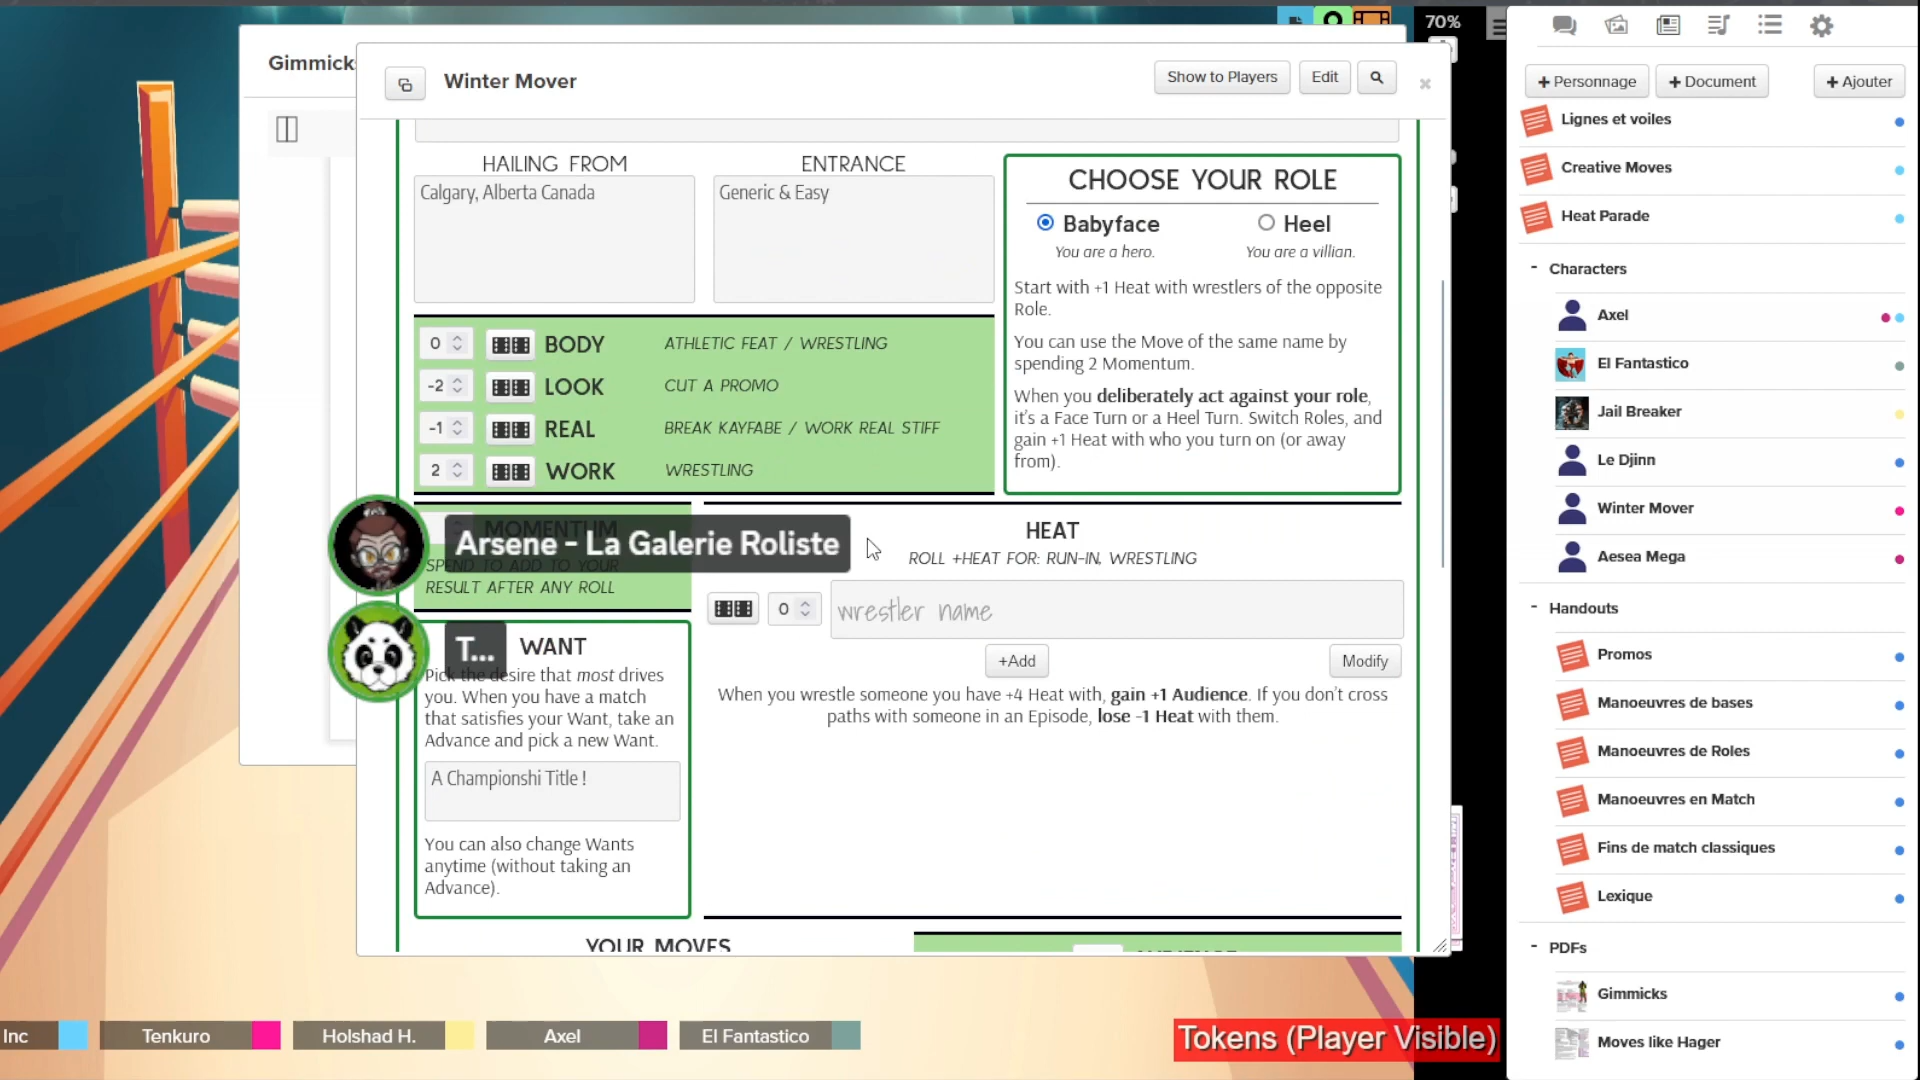 70%
Gimmicks
Winter Mover
Show to Players
Edit
HAILING FROM
Calgary, Alberta Canada
ENTRANCE
Generic & Easy
CHOOSE YOUR ROLE
Babyface
Heel
You are a hero.
You are a villian.
Start with +1 Heat with wrestlers of the opposite
Role.
You can use the Move of the same name by
spending 2 Momentum.
When you deliberately act against your role,
it's a Face Turn or a Heel Turn. Switch Roles, and
gain +1 Heat with who you turn on (or away
from).
0 BODY ATHLETIC FEAT / WRESTLING
-2 LOOK CUT A PROMO
-1 REAL BREAK KAYFABE / WORK REAL STIFF
2 WORK WRESTLING
MOMENTUM
Arsene - La Galerie Roliste
SPEND TO ADD TO YOUR
RESULT AFTER ANY ROLL
HEAT
ROLL +HEAT FOR: RUN-IN, WRESTLING
0
wrestler name
+Add
Modify
When you wrestle someone you have +4 Heat with, gain +1 Audience. If you don't cross
paths with someone in an Episode, lose -1 Heat with them.
T...
WANT
Pick the desire that most drives
you. When you have a match
that satisfies your Want, take an
Advance and pick a new Want.
A Championshi Title !
You can also change Wants
anytime (without taking an
Advance).
YOUR MOVES
Inc
Tenkuro
Holshad H.
Axel
El Fantastico
Tokens (Player Visible)
+ Personnage
+ Document
+ Ajouter
Lignes et voiles
Creative Moves
Heat Parade
- Characters
Axel
El Fantastico
Jail Breaker
Le Djinn
Winter Mover
Aesea Mega
- Handouts
Promos
Manoeuvres de bases
Manoeuvres de Roles
Manoeuvres en Match
Fins de match classiques
Lexique
- PDFs
Gimmicks
Moves like Hager